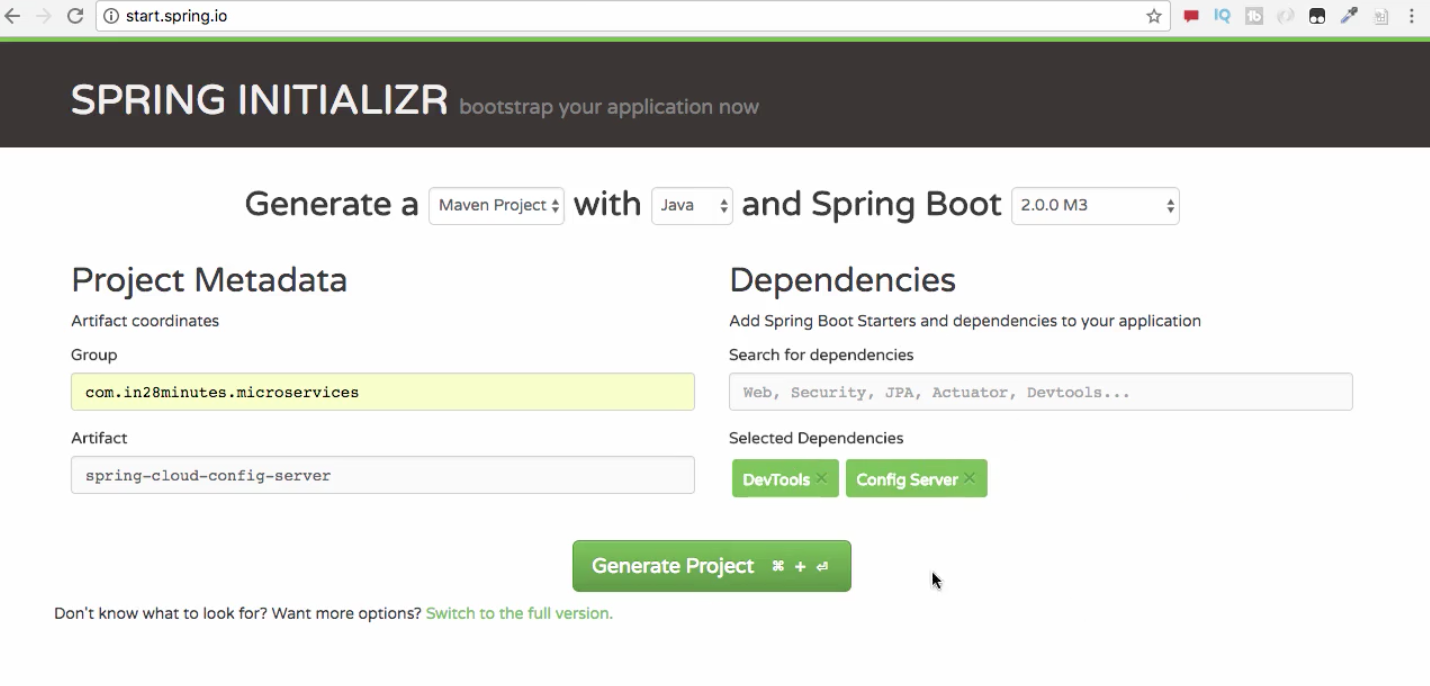 start.spring.io
SPRING INITIALIZR bootstrap your application now
Generate a Maven Project with Java and Spring Boot 2.0.0 M3
Project Metadata
Artifact coordinates
Group
com.in28minutes.microservices
Artifact
spring-cloud-config-server
Dependencies
Add Spring Boot Starters and dependencies to your application
Search for dependencies
Web, Security, JPA, Actuator, Devtools...
Selected Dependencies
DevTools × Config Server ×
Generate Project ⌘ + ⏎
Don't know what to look for? Want more options? Switch to the full version.